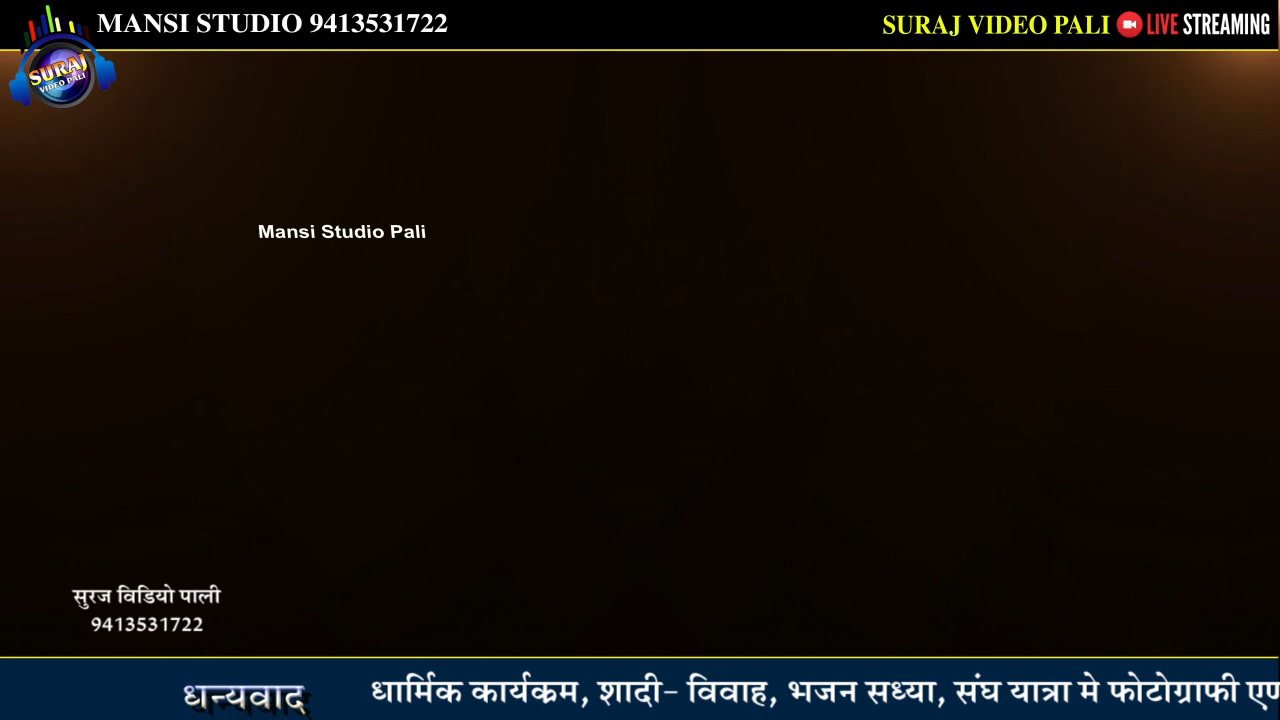 MANSI STUDIO 9413531722
SURAJ VIDEO PALI LIVE STREAMING
SURAJ
VIDEO PALI
Mansi Studio Pali
सुरज विडियो पाली
9413531722
धन्यवाद
धार्मिक कार्यक्रम, शादी- विवाह, भजन सध्या, संघ यात्रा मे फोटोग्राफी